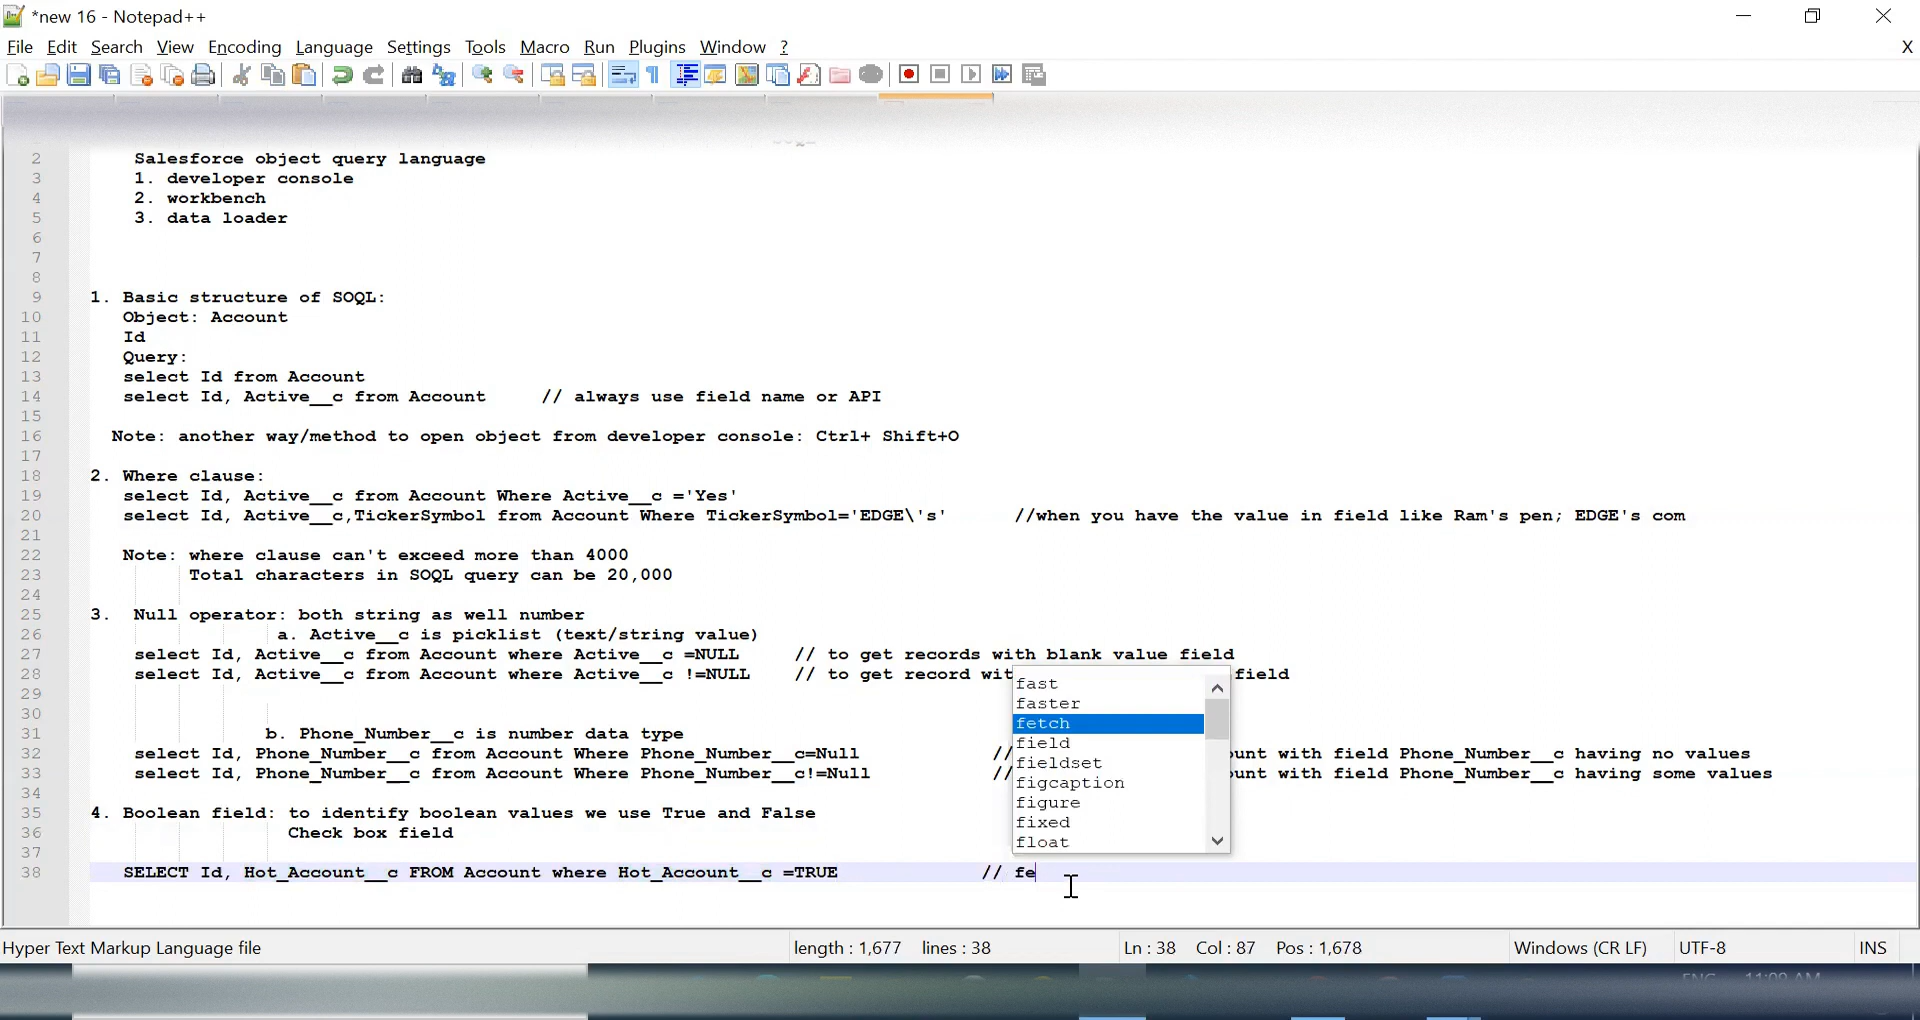 *new 16 - Notepad++
File Edit Search View Encoding Language Settings Tools Macro Run Plugins Window ?
X
2 Salesforce object query language
3 1. developer console
4 2. workbench
5 3. data loader
6
7
8
9 1. Basic structure of SOQL:
10 Object: Account
11 Id
12 Query:
13 select Id from Account
14 select Id, Active__c from Account // always use field name or API
15
16 Note: another way/method to open object from developer console: Ctrl+ Shift+O
17
18 2. Where clause:
19 select Id, Active__c from Account Where Active__c ='Yes'
20 select Id, Active__c,TickerSymbol from Account Where TickerSymbol='EDGE\'s' //when you have the value in field like Ram's pen; EDGE's com
21
22 Note: where clause can't exceed more than 4000
23 Total characters in SOQL query can be 20,000
24
25 3. Null operator: both string as well number
26 a. Active__c is picklist (text/string value)
27 select Id, Active__c from Account where Active__c =NULL // to get records with blank value field
28 select Id, Active__c from Account where Active__c !=NULL // to get record wit field
29
30
31 b. Phone_Number__c is number data type
32 select Id, Phone_Number__c from Account Where Phone_Number__c=Null // unt with field Phone_Number__c having no values
33 select Id, Phone_Number__c from Account Where Phone_Number__c!=Null // unt with field Phone_Number__c having some values
34
35 4. Boolean field: to identify boolean values we use True and False
36 Check box field
37
38 SELECT Id, Hot_Account__c FROM Account where Hot_Account__c =TRUE // fe
fast
faster
fetch
field
fieldset
figcaption
figure
fixed
float
Hyper Text Markup Language file length : 1,677 lines : 38 Ln : 38 Col : 87 Pos : 1,678 Windows (CR LF) UTF-8 INS